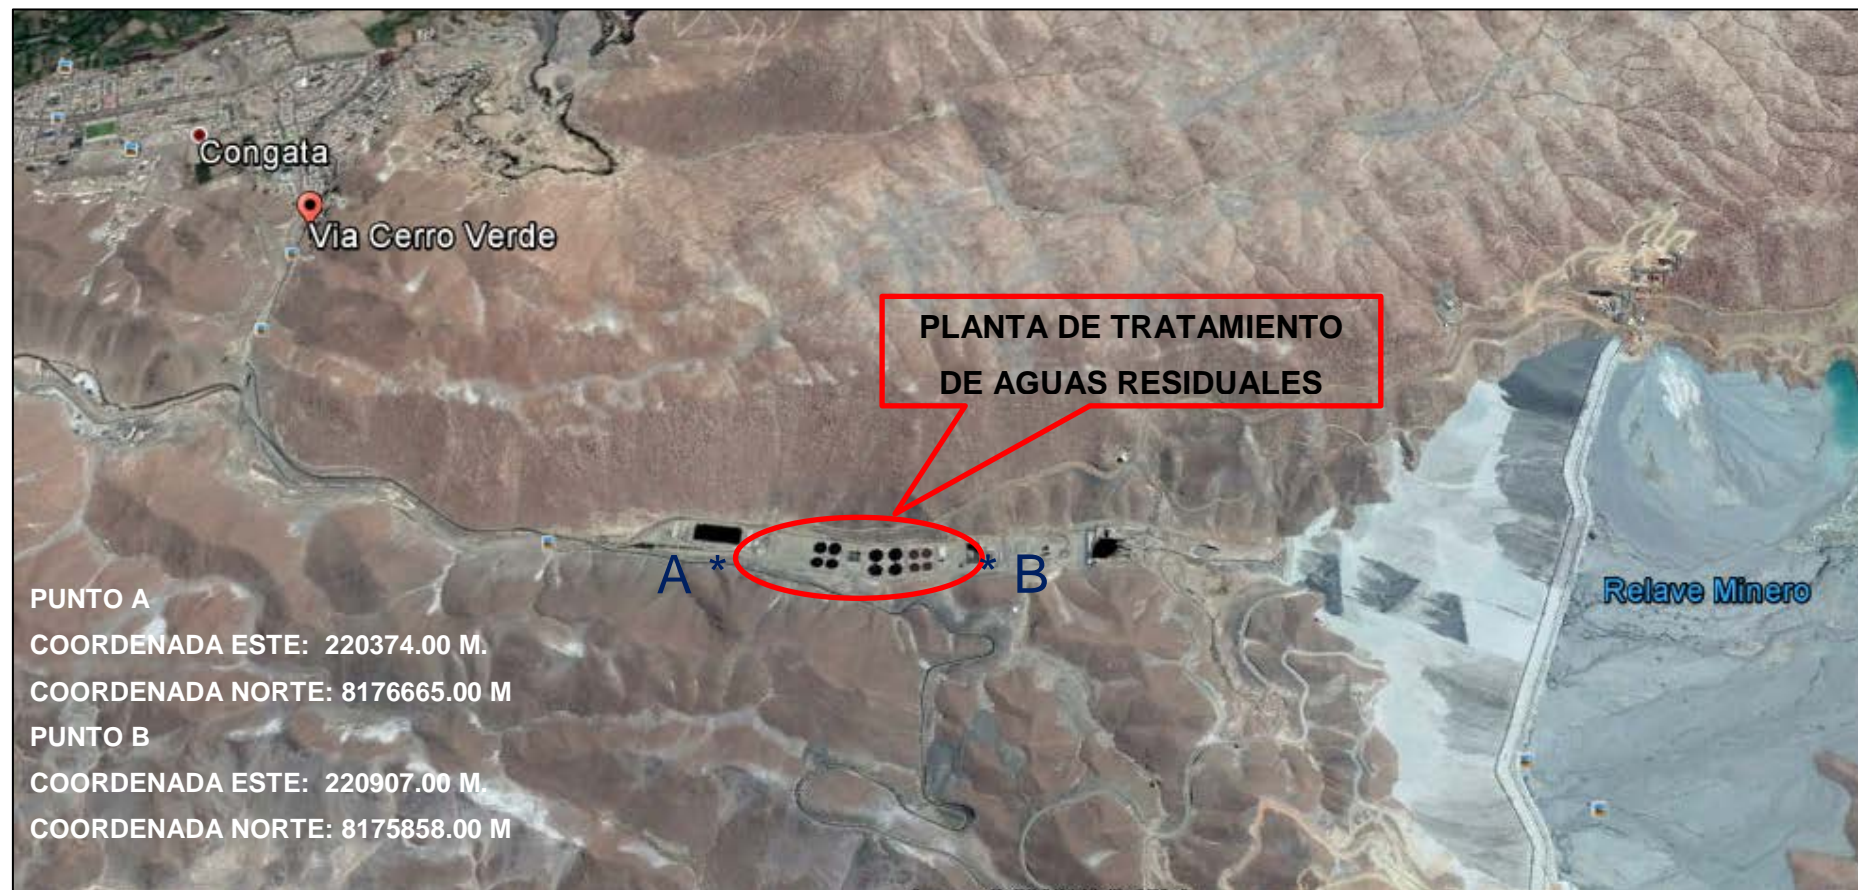 Congata
Via Cerro Verde
PLANTA DE TRATAMIENTO
DE AGUAS RESIDUALES
A * * B
Relave Minero
PUNTO A
COORDENADA ESTE: 220374.00 M.
COORDENADA NORTE: 8176665.00 M
PUNTO B
COORDENADA ESTE: 220907.00 M.
COORDENADA NORTE: 8175858.00 M